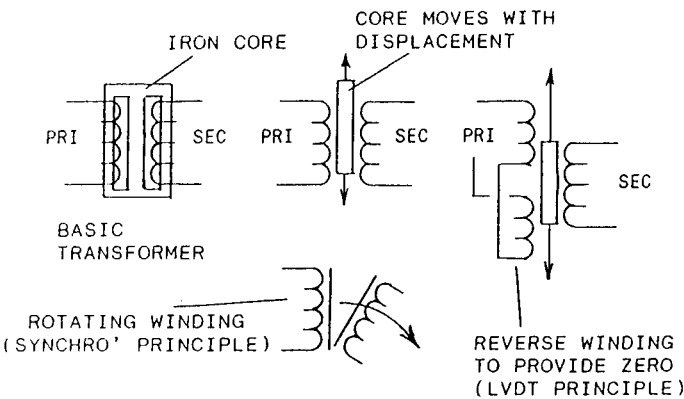 CORE MOVES WITH
DISPLACEMENT
IRON CORE
PRI
SEC
PRI
SEC
PRI
SEC
BASIC
TRANSFORMER
ROTATING WINDING
(SYNCHRO' PRINCIPLE)
REVERSE WINDING
TO PROVIDE ZERO
(LVDT PRINCIPLE)